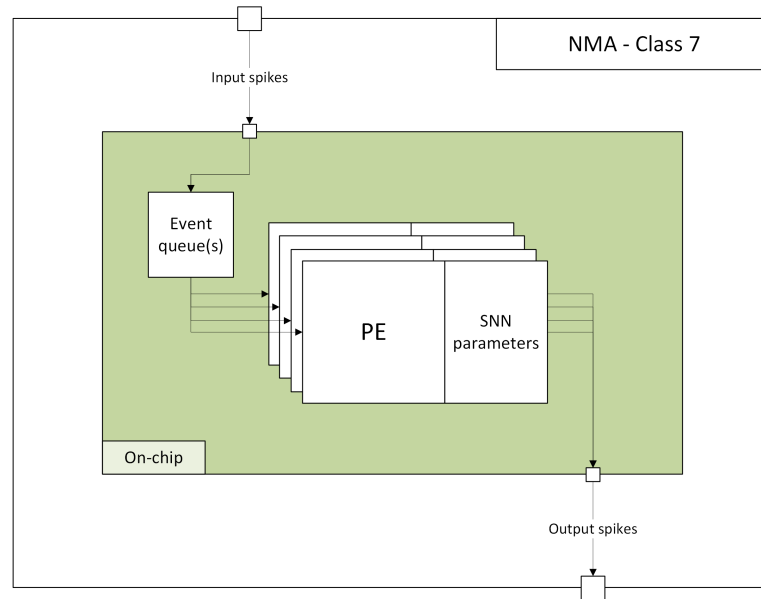 NMA - Class 7
Input spikes
Event
queue(s)
PE
SNN
parameters
On-chip
Output spikes